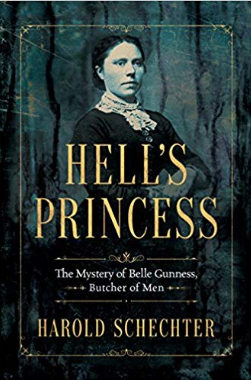 HELL'S
PRINCESS
The Mystery of Belle Gunness,
Butcher of Men
HAROLD SCHECHTER